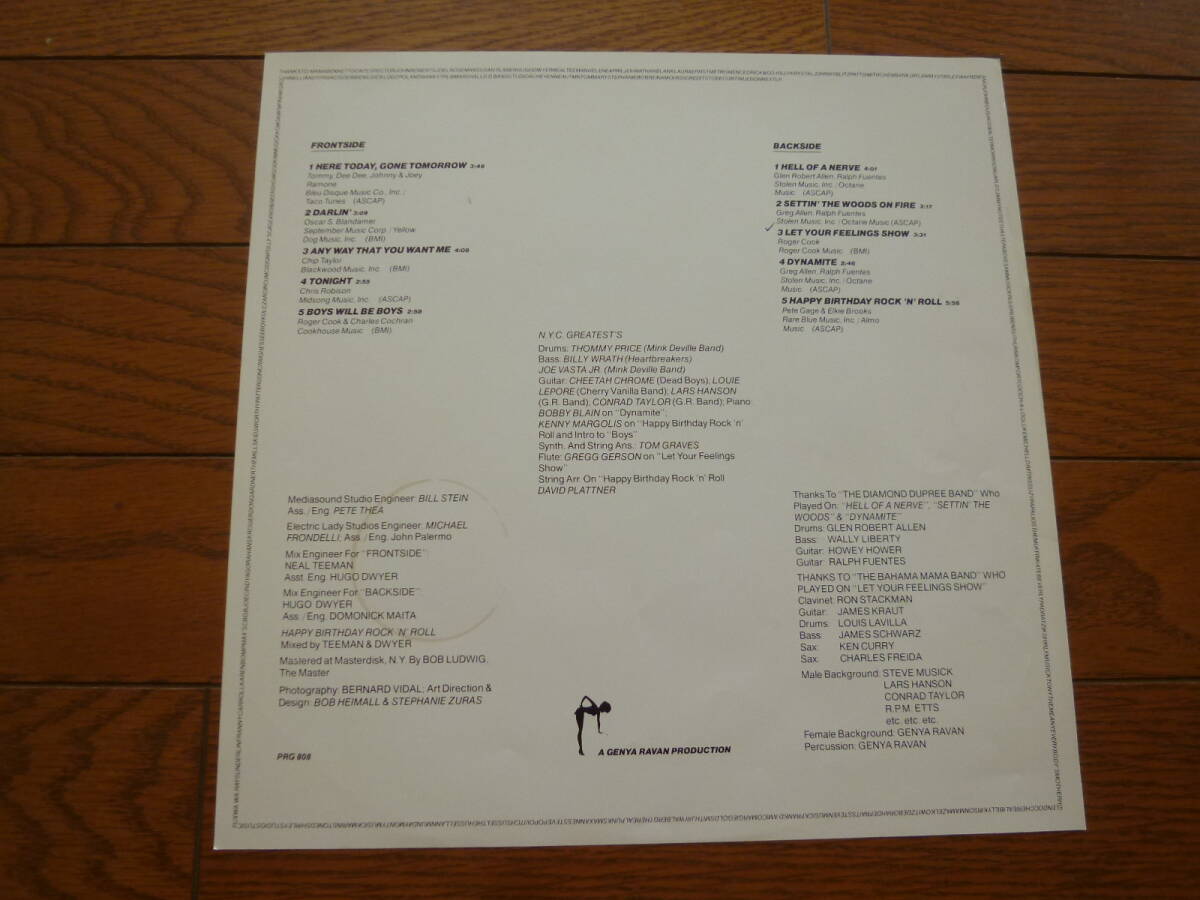 FRONTSIDE
1 HERE TODAY, GONE TOMORROW 3:46
Tommy, Dee Dee, Johnny & Joey
Ramone
Bleu Disque Music Co., Inc./
Taco Tunes (ASCAP)
2 DARLIN' 3:09
Oscar S. Blandamer
September Music Corp./Yellow
Dog Music, Inc. (BMI)
3 ANY WAY THAT YOU WANT ME 4:09
Chip Taylor
Blackwood Music, Inc. (BMI)
4 TONIGHT 2:55
Chris Robison
Midsong Music, Inc. (ASCAP)
5 BOYS WILL BE BOYS 2:50
Roger Cook & Charles Cochran
Cookhouse Music (BMI)
BACKSIDE
1 HELL OF A NERVE 4:01
Glen Robert Allen, Ralph Fuentes
Stolen Music, Inc./Octane
Music (ASCAP)
2 SETTIN' THE WOODS ON FIRE 3:17
Greg Allen, Ralph Fuentes
Stolen Music, Inc./Octane Music (ASCAP)
3 LET YOUR FEELINGS SHOW 3:31
Roger Cook
Roger Cook Music (BMI)
4 DYNAMITE 2:46
Greg Allen, Ralph Fuentes
Stolen Music, Inc./Octane
Music (ASCAP)
5 HAPPY BIRTHDAY ROCK 'N' ROLL 5:56
Pete Gage & Elkie Brooks
Rare Blue Music, Inc./Almo
Music (ASCAP)
N.Y.C. GREATEST'S
Drums: THOMMY PRICE (Mink Deville Band)
Bass: BILLY WRATH (Heartbreakers)
JOE VASTA JR. (Mink Deville Band)
Guitar: CHEETAH CHROME (Dead Boys); LOUIE
LEPORE (Cherry Vanilla Band); LARS HANSON
(G.R. Band); CONRAD TAYLOR (G.R. Band); Piano:
BOBBY BLAIN on "Dynamite";
KENNY MARGOLIS on "Happy Birthday Rock 'n'
Roll and Intro to "Boys"
Synth. And String Ans.: TOM GRAVES
Flute: GREGG GERSON on "Let Your Feelings
Show"
String Arr. On "Happy Birthday Rock 'n' Roll
DAVID PLATTNER
Mediasound Studio Engineer: BILL STEIN
Ass./Eng. PETE THEA
Electric Lady Studios Engineer: MICHAEL
FRONDELLI; Ass./Eng. John Palermo
Mix Engineer For "FRONTSIDE":
NEAL TEEMAN
Asst. Eng. HUGO DWYER
Mix Engineer For "BACKSIDE":
HUGO DWYER
Ass./Eng. DOMONICK MAITA
HAPPY BIRTHDAY ROCK 'N' ROLL
Mixed by TEEMAN & DWYER
Mastered at Masterdisk, N.Y. By BOB LUDWIG,
The Master
Photography: BERNARD VIDAL; Art Direction &
Design: BOB HEIMALL & STEPHANIE ZURAS
PRG 808
A GENYA RAVAN PRODUCTION
Thanks To "THE DIAMOND DUPREE BAND" Who
Played On: "HELL OF A NERVE", "SETTIN' THE
WOODS" & "DYNAMITE"
Drums: GLEN ROBERT ALLEN
Bass: WALLY LIBERTY
Guitar: HOWEY HOWER
Guitar: RALPH FUENTES
THANKS TO "THE BAHAMA MAMA BAND" WHO
PLAYED ON "LET YOUR FEELINGS SHOW"
Clavinet: RON STACKMAN
Guitar: JAMES KRAUT
Drums: LOUIS LAVILLA
Bass: JAMES SCHWARZ
Sax: KEN CURRY
Sax: CHARLES FREIDA
Male Background: STEVE MUSICK
LARS HANSON
CONRAD TAYLOR
R.P.M. ETTS
etc. etc. etc.
Female Background: GENYA RAVAN
Percussion: GENYA RAVAN